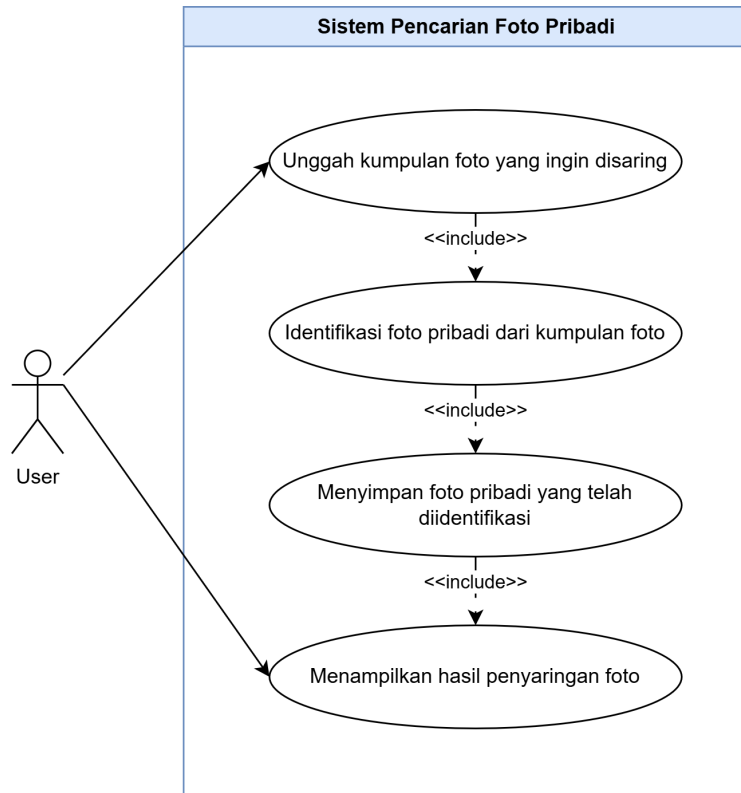 Sistem Pencarian Foto Pribadi
Unggah kumpulan foto yang ingin disaring
<<include>>
Identifikasi foto pribadi dari kumpulan foto
<<include>>
User
Menyimpan foto pribadi yang telah
diidentifikasi
<<include>>
Menampilkan hasil penyaringan foto